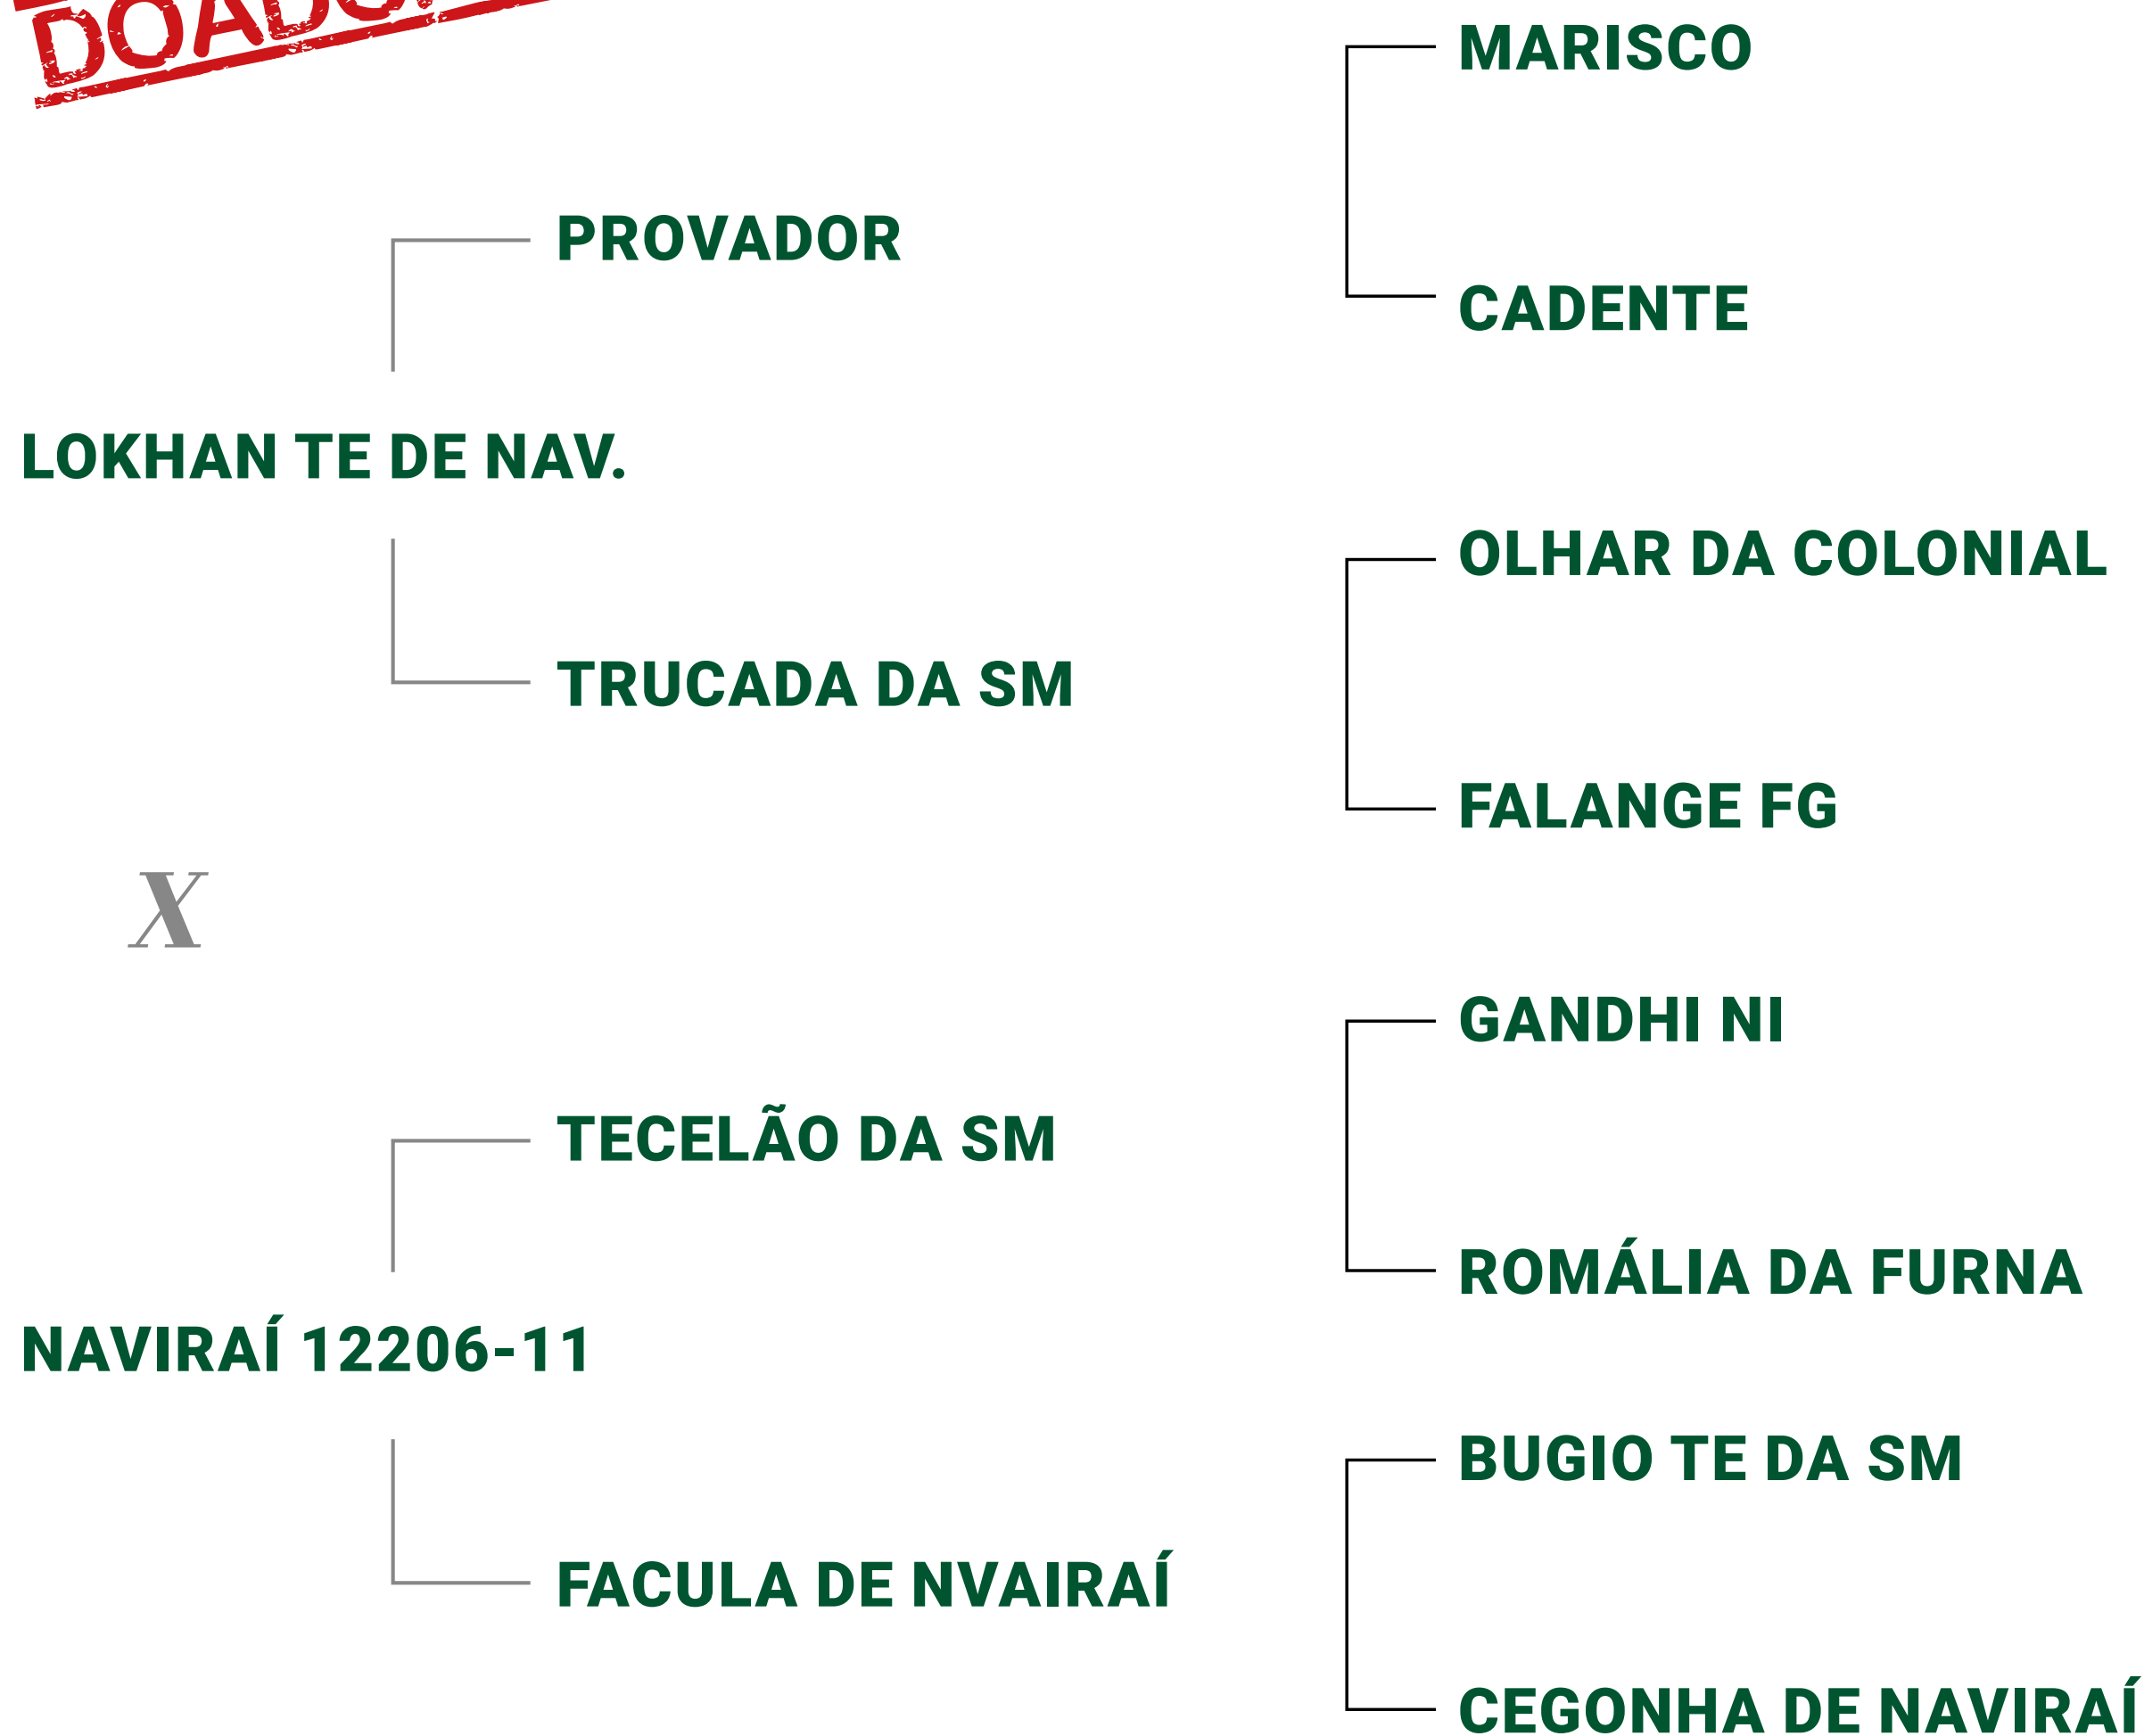 MARISCO
PROVADOR
CADENTE
LOKHAN TE DE NAV.
OLHAR DA COLONIAL
TRUCADA DA SM
FALANGE FG
X
GANDHI NI
TECELÃO DA SM
ROMÁLIA DA FURNA
NAVIRAÍ 12206-11
BUGIO TE DA SM
FACULA DE NVAIRAÍ
CEGONHA DE NAVIRAÍ